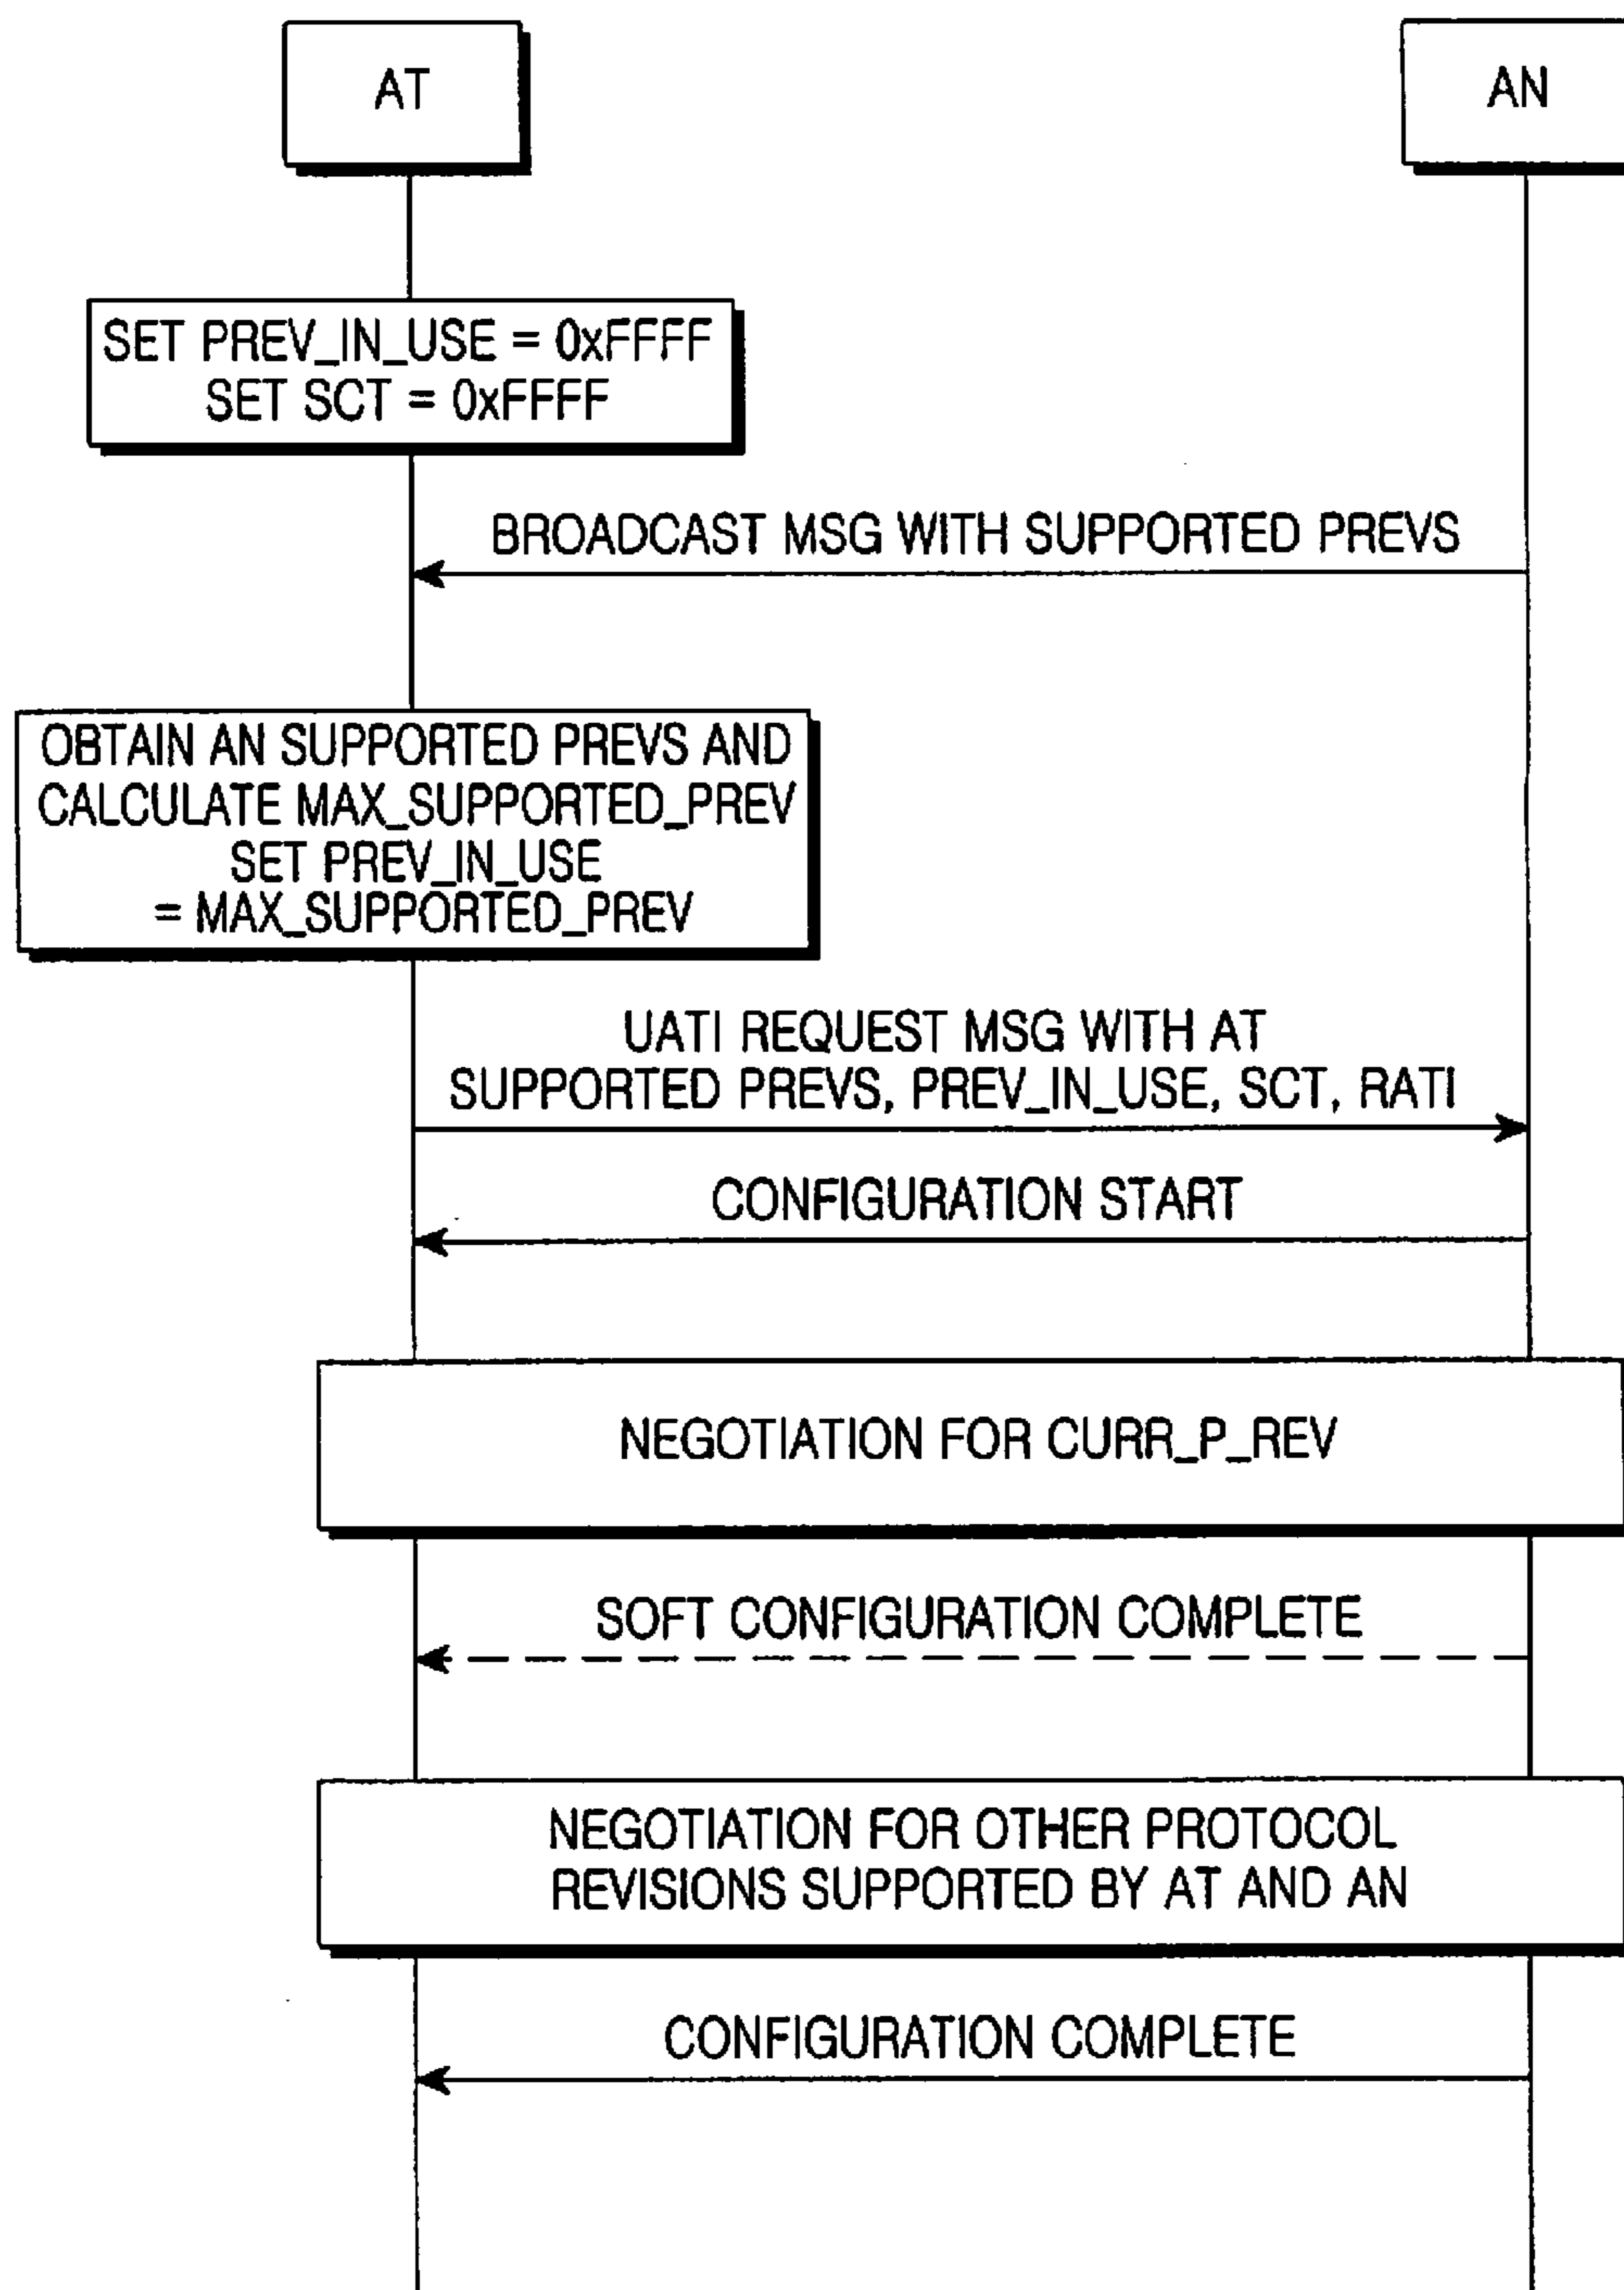 AT
AN
SET PREV_IN_USE = 0xFFFF
SET SCT = 0xFFFF
BROADCAST MSG WITH SUPPORTED PREVS
OBTAIN AN SUPPORTED PREVS AND
CALCULATE MAX_SUPPORTED_PREV
SET PREV_IN_USE
= MAX_SUPPORTED_PREV
UATI REQUEST MSG WITH AT
SUPPORTED PREVS, PREV_IN_USE, SCT, RATI
CONFIGURATION START
NEGOTIATION FOR CURR_P_REV
SOFT CONFIGURATION COMPLETE
NEGOTIATION FOR OTHER PROTOCOL
REVISIONS SUPPORTED BY AT AND AN
CONFIGURATION COMPLETE